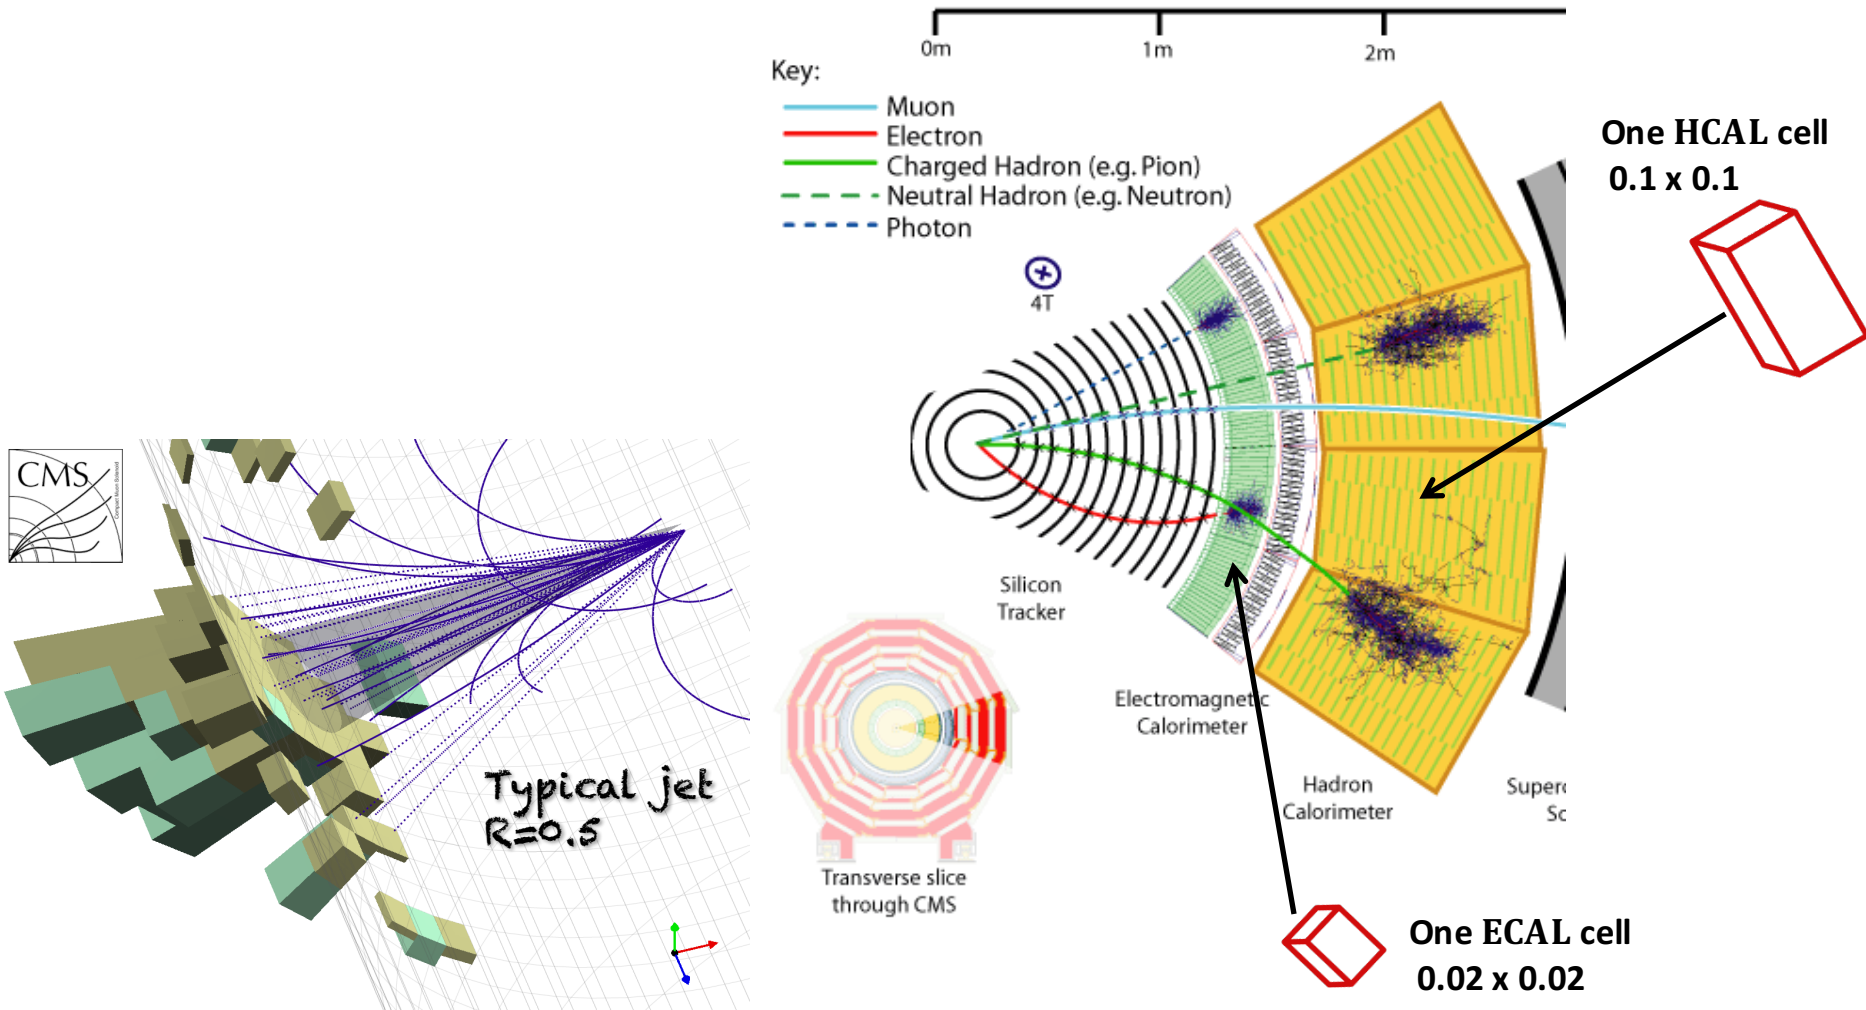 0m
1m
2m
Key:
Muon
Electron
Charged Hadron (e.g. Pion)
Neutral Hadron (e.g. Neutron)
Photon
4T
One HCAL cell
0.1 x 0.1
CMS
Typical jet
R=0.5
Silicon
Tracker
Electromagnetic
Calorimeter
Hadron
Calorimeter
Superc
Sc
Transverse slice
through CMS
One ECAL cell
0.02 x 0.02